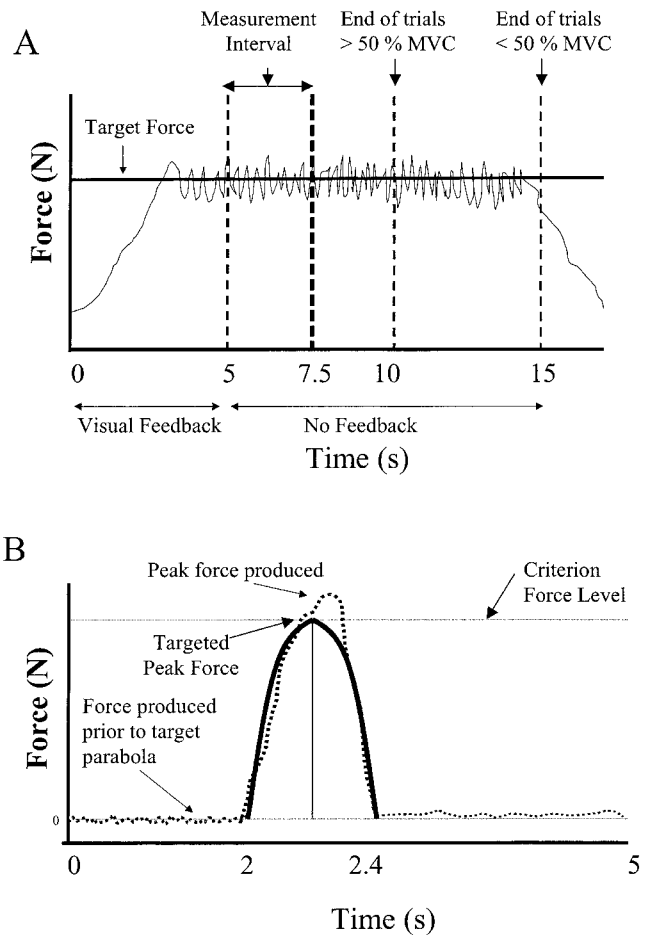 A
Measurement
Interval
End of trials
> 50 % MVC
End of trials
< 50 % MVC
Target Force
Force (N)
0 5 7.5 10 15
Visual Feedback No Feedback
Time (s)
B
Peak force produced
Criterion
Force Level
Targeted
Peak Force
Force produced
prior to target
parabola
Force (N)
0
0 2 2.4 5
Time (s)